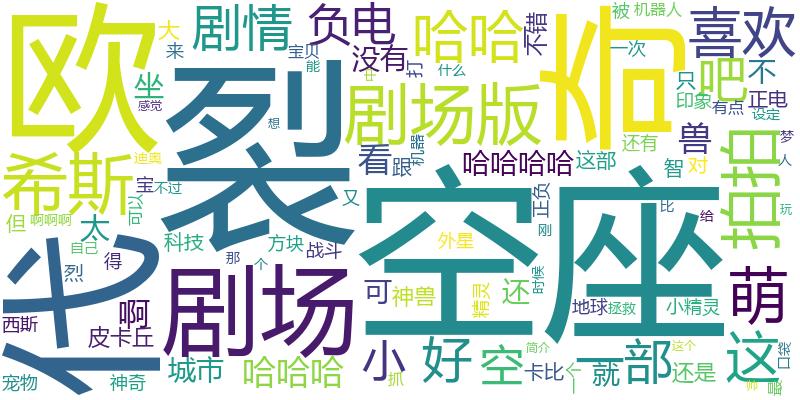 欧
裂
空
座
奇
代
剧场
希斯
剧情
负电
哈哈
喜欢
剧场版
没有
不错
吧
不
拍拍
兽
看
跟
打
哈哈哈哈
这部
智
对
还有
大
来
宝贝
能
中
什么
一次
被
机器人
只
印象
有点
正电
设定
梦
人
坐
感觉
想
机器
迪奥
宝
不过
可以
但
啊啊啊
太
自己
又
正负
比
给
玩
萌
外星
科技
方块
战斗
那
个
烈
得
啊
西斯
皮卡丘
可
神兽
精灵
还
时候
地球
拯救
小精灵
这
这个
口袋
最
宠物
神奇
城市
哈哈哈
抓
小
好
空
简介
卡比
就
一部
还是